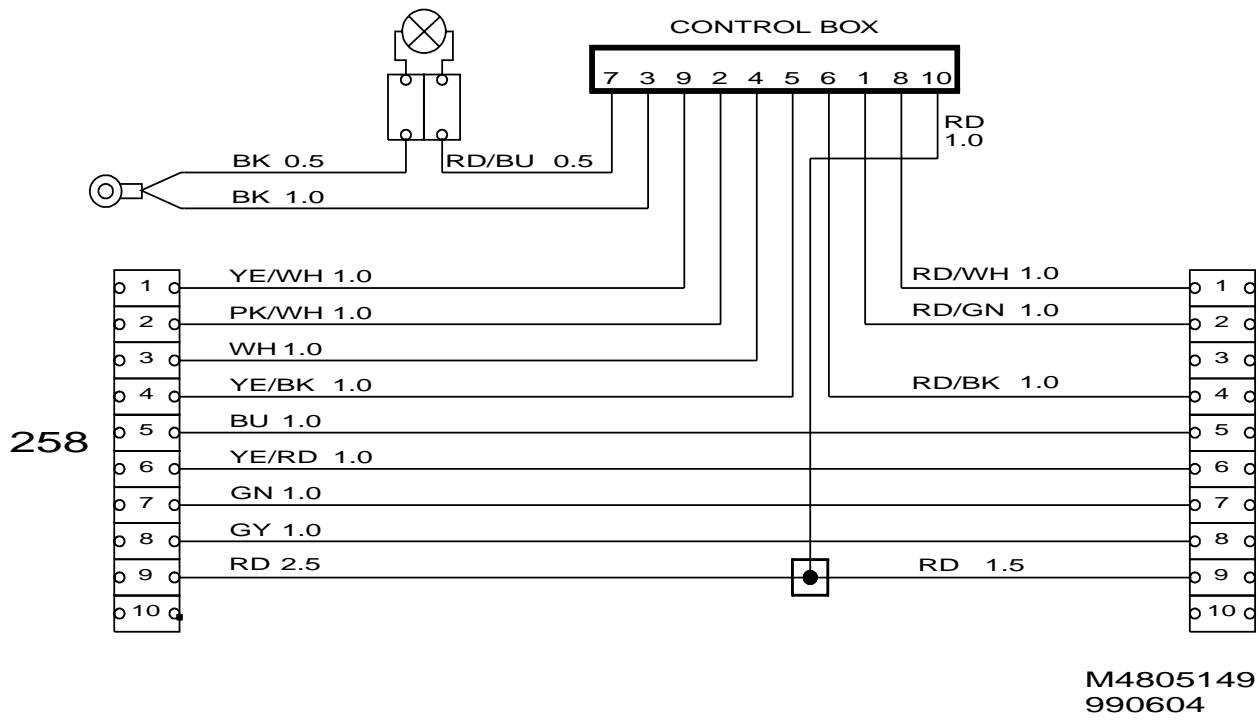 CONTROL BOX
7 3 9 2 4 5 6 1 8 10
RD
1.0
BK 0.5 RD/BU 0.5
BK 1.0
1 YE/WH 1.0 RD/WH 1.0 1
2 PK/WH 1.0 RD/GN 1.0 2
3 WH 1.0 3
4 YE/BK 1.0 RD/BK 1.0 4
258
5 BU 1.0 5
6 YE/RD 1.0 6
7 GN 1.0 7
8 GY 1.0 8
9 RD 2.5 RD 1.5 9
10 10
M4805149
990604